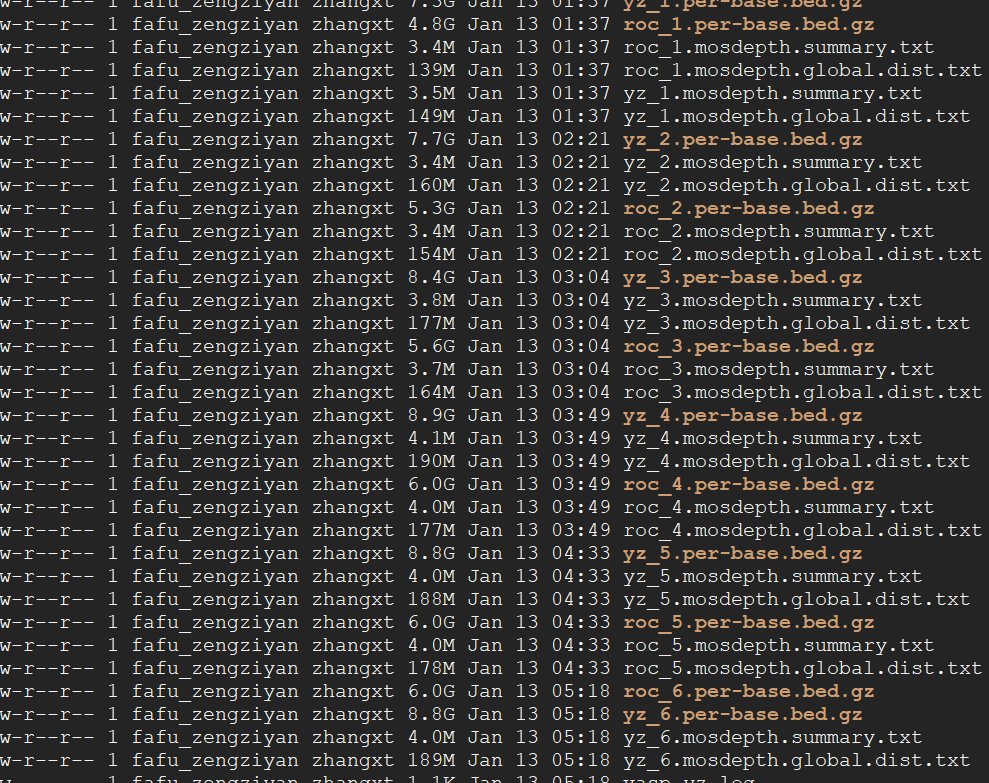 w-r--r-- 1 fafu_zengziyan zhangxt 7.5G Jan 13 01:37 yz_1.per-base.bed.gz
w-r--r-- 1 fafu_zengziyan zhangxt 4.8G Jan 13 01:37 roc_1.per-base.bed.gz
w-r--r-- 1 fafu_zengziyan zhangxt 3.4M Jan 13 01:37 roc_1.mosdepth.summary.txt
w-r--r-- 1 fafu_zengziyan zhangxt 139M Jan 13 01:37 roc_1.mosdepth.global.dist.txt
w-r--r-- 1 fafu_zengziyan zhangxt 3.5M Jan 13 01:37 yz_1.mosdepth.summary.txt
w-r--r-- 1 fafu_zengziyan zhangxt 149M Jan 13 01:37 yz_1.mosdepth.global.dist.txt
w-r--r-- 1 fafu_zengziyan zhangxt 7.7G Jan 13 02:21 yz_2.per-base.bed.gz
w-r--r-- 1 fafu_zengziyan zhangxt 3.4M Jan 13 02:21 yz_2.mosdepth.summary.txt
w-r--r-- 1 fafu_zengziyan zhangxt 160M Jan 13 02:21 yz_2.mosdepth.global.dist.txt
w-r--r-- 1 fafu_zengziyan zhangxt 5.3G Jan 13 02:21 roc_2.per-base.bed.gz
w-r--r-- 1 fafu_zengziyan zhangxt 3.4M Jan 13 02:21 roc_2.mosdepth.summary.txt
w-r--r-- 1 fafu_zengziyan zhangxt 154M Jan 13 02:21 roc_2.mosdepth.global.dist.txt
w-r--r-- 1 fafu_zengziyan zhangxt 8.4G Jan 13 03:04 yz_3.per-base.bed.gz
w-r--r-- 1 fafu_zengziyan zhangxt 3.8M Jan 13 03:04 yz_3.mosdepth.summary.txt
w-r--r-- 1 fafu_zengziyan zhangxt 177M Jan 13 03:04 yz_3.mosdepth.global.dist.txt
w-r--r-- 1 fafu_zengziyan zhangxt 5.6G Jan 13 03:04 roc_3.per-base.bed.gz
w-r--r-- 1 fafu_zengziyan zhangxt 3.7M Jan 13 03:04 roc_3.mosdepth.summary.txt
w-r--r-- 1 fafu_zengziyan zhangxt 164M Jan 13 03:04 roc_3.mosdepth.global.dist.txt
w-r--r-- 1 fafu_zengziyan zhangxt 8.9G Jan 13 03:49 yz_4.per-base.bed.gz
w-r--r-- 1 fafu_zengziyan zhangxt 4.1M Jan 13 03:49 yz_4.mosdepth.summary.txt
w-r--r-- 1 fafu_zengziyan zhangxt 190M Jan 13 03:49 yz_4.mosdepth.global.dist.txt
w-r--r-- 1 fafu_zengziyan zhangxt 6.0G Jan 13 03:49 roc_4.per-base.bed.gz
w-r--r-- 1 fafu_zengziyan zhangxt 4.0M Jan 13 03:49 roc_4.mosdepth.summary.txt
w-r--r-- 1 fafu_zengziyan zhangxt 177M Jan 13 03:49 roc_4.mosdepth.global.dist.txt
w-r--r-- 1 fafu_zengziyan zhangxt 8.8G Jan 13 04:33 yz_5.per-base.bed.gz
w-r--r-- 1 fafu_zengziyan zhangxt 4.0M Jan 13 04:33 yz_5.mosdepth.summary.txt
w-r--r-- 1 fafu_zengziyan zhangxt 188M Jan 13 04:33 yz_5.mosdepth.global.dist.txt
w-r--r-- 1 fafu_zengziyan zhangxt 6.0G Jan 13 04:33 roc_5.per-base.bed.gz
w-r--r-- 1 fafu_zengziyan zhangxt 4.0M Jan 13 04:33 roc_5.mosdepth.summary.txt
w-r--r-- 1 fafu_zengziyan zhangxt 178M Jan 13 04:33 roc_5.mosdepth.global.dist.txt
w-r--r-- 1 fafu_zengziyan zhangxt 6.0G Jan 13 05:18 roc_6.per-base.bed.gz
w-r--r-- 1 fafu_zengziyan zhangxt 8.8G Jan 13 05:18 yz_6.per-base.bed.gz
w-r--r-- 1 fafu_zengziyan zhangxt 4.0M Jan 13 05:18 yz_6.mosdepth.summary.txt
w-r--r-- 1 fafu_zengziyan zhangxt 189M Jan 13 05:18 yz_6.mosdepth.global.dist.txt
1 fafu_zengziyan zhangxt 1.1K Jan 13 05:18